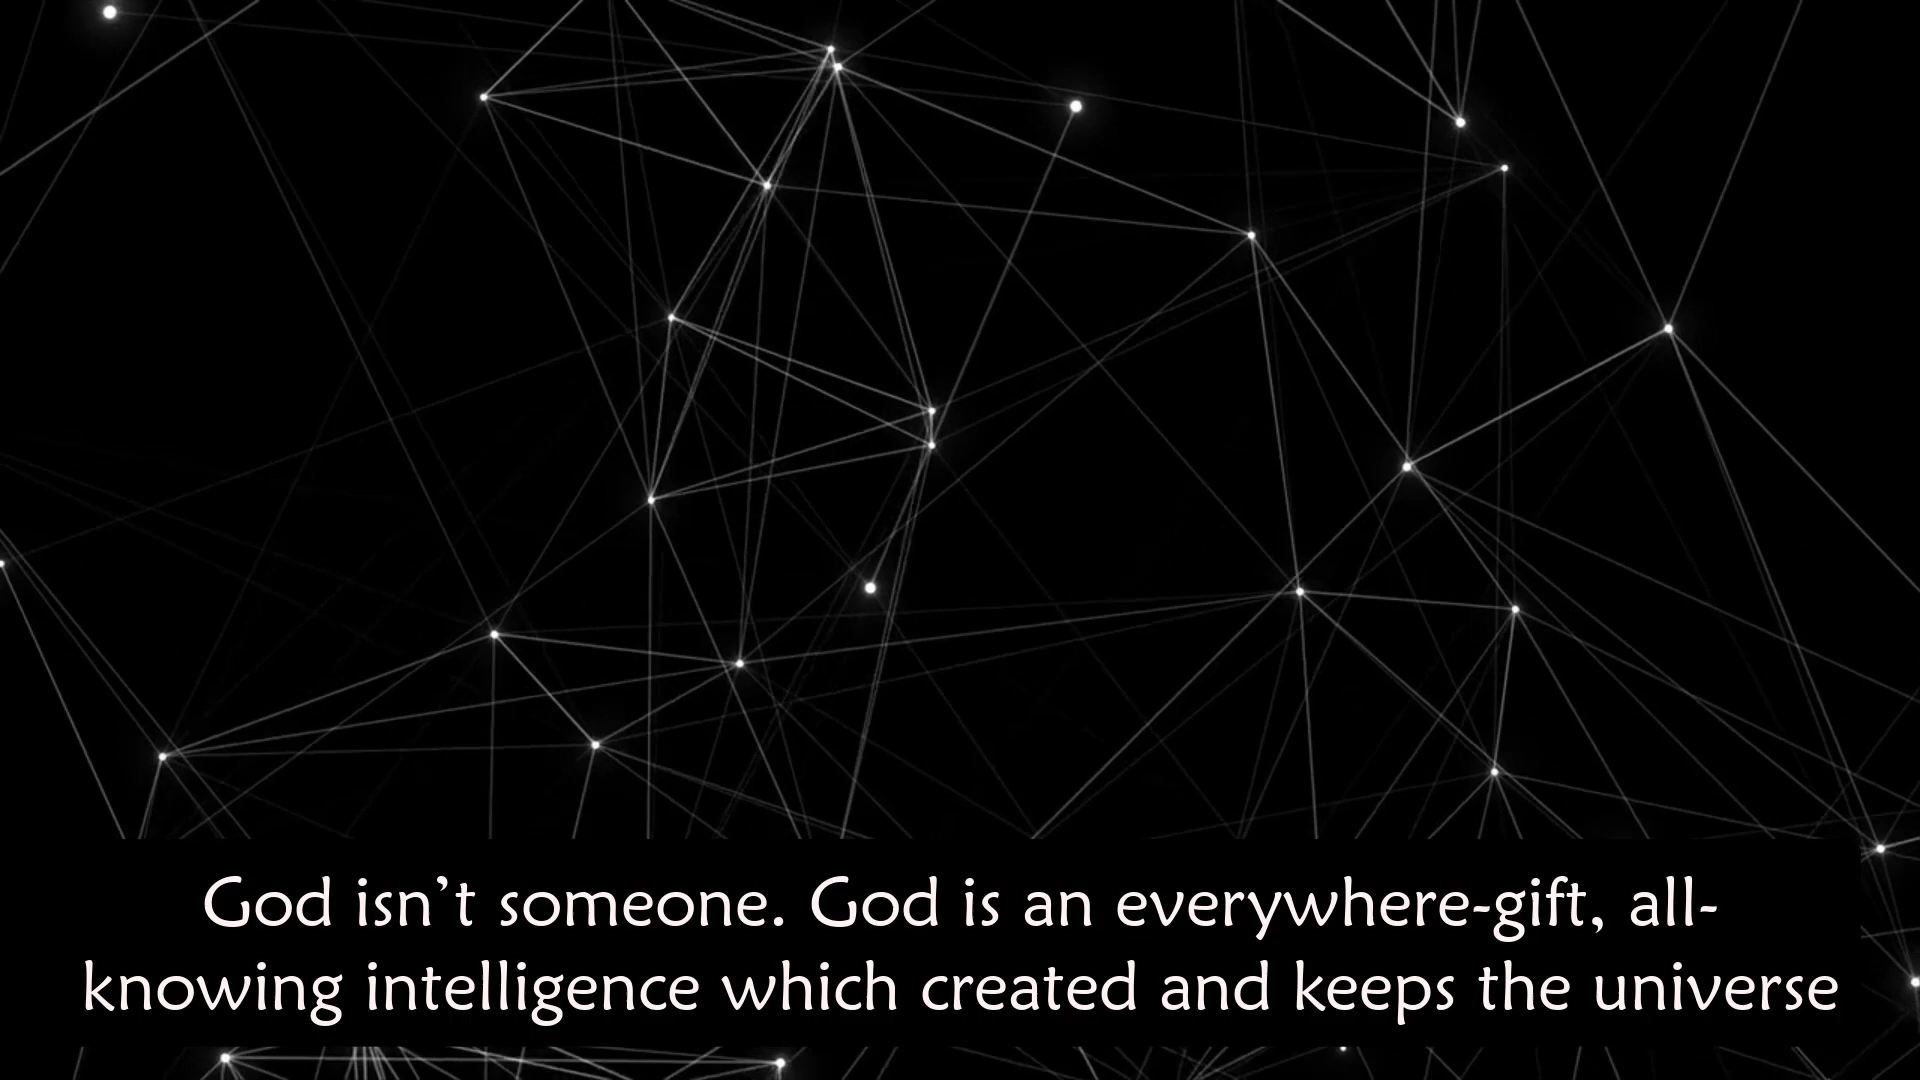 God isn’t someone. God is an everywhere-gift, all-
knowing intelligence which created and keeps the universe